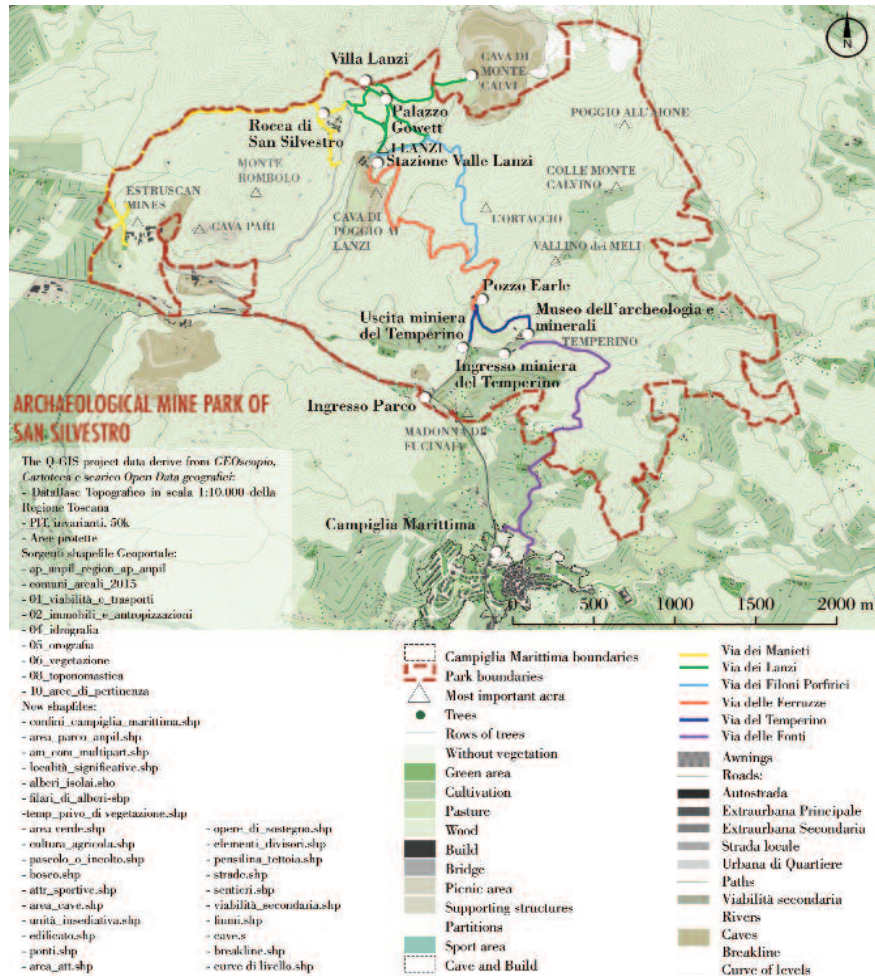 N
Villa Lanzi
CAVA DI
MONTE
CALVI
Palazzo
Gowett
POGGIO ALL'MONE
Rocca di
San Silvestro
I LANZI
Stazione Valle Lanzi
MONTE
ROMBOLO
COLLE MONTE
CALVINO
ESTRUSCAN
MINES
CAVA PARI
CAVA DI
POGGIO AI
LANZI
L'ORTACCIO
VALLINO dei MELI
Pozzo Earle
Uscita miniera
del Temperino
Museo dell'archeologia e
minerali
TEMPERINO
Ingresso miniera
del Temperino
Ingresso Parco
MADONNA DE
FUCINAIA
ARCHAEOLOGICAL MINE PARK OF
SAN SILVESTRO
The Q-GIS project data derive from GEOscopio,
Cartoteca e scarico Open Data geografici:
- DataBase Topografico in scala 1:10.000 della
Regione Toscana
- PIT, invarianti, 50k
- Aree protette
Sorgenti shapefile Geoportale:
- ap_anpil_region_ap_anpil
- comuni_areali_2015
- 01_viabilità_e_trasporti
- 02_immobili_e_antropizzazioni
- 04_idrografia
- 05_orografia
- 06_vegetazione
- 08_toponomastica
- 10_aree_di_pertinenza
New shapfiles:
- confini_campiglia_marittima.shp
- area_parco_anpil.shp
- am_com_multipart.shp
- località_significative.shp
- alberi_isolai.sho
- filari_di_alberi-shp
-temp_privo_di vegetazione.shp
- area verde.shp
- coltura_agricola.shp
- pascolo_o_incolto.shp
- bosco.shp
- attr_sportive.shp
- area_cave.shp
- unità_insediativa.shp
- edificato.shp
- ponti.shp
- area_att.shp
- opere_di_sostegno.shp
- elementi_divisori.shp
- pensilina_tettoia.shp
- strade.shp
- sentieri.shp
- viabilità_secondaria.shp
- fiumi.shp
- cave.s
- breakline.shp
- curve di livello.shp
Campiglia Marittima
0 500 1000 1500 2000 m
Campiglia Marittima boundaries
Park boundaries
Most important aera
Trees
Rows of trees
Without vegetation
Green area
Cultivation
Pasture
Wood
Build
Bridge
Picnic area
Supporting structures
Partitions
Sport area
Cave and Build
Via dei Manieti
Via dei Lanzi
Via dei Filoni Porfirici
Via delle Ferruzze
Via del Temperino
Via delle Fonti
Awnings
Roads:
Autostrada
Extraurbana Principale
Extraurbana Secondaria
Strada locale
Urbana di Quartiere
Paths
Viabilità secondaria
Rivers
Caves
Breakline
Curve of levels